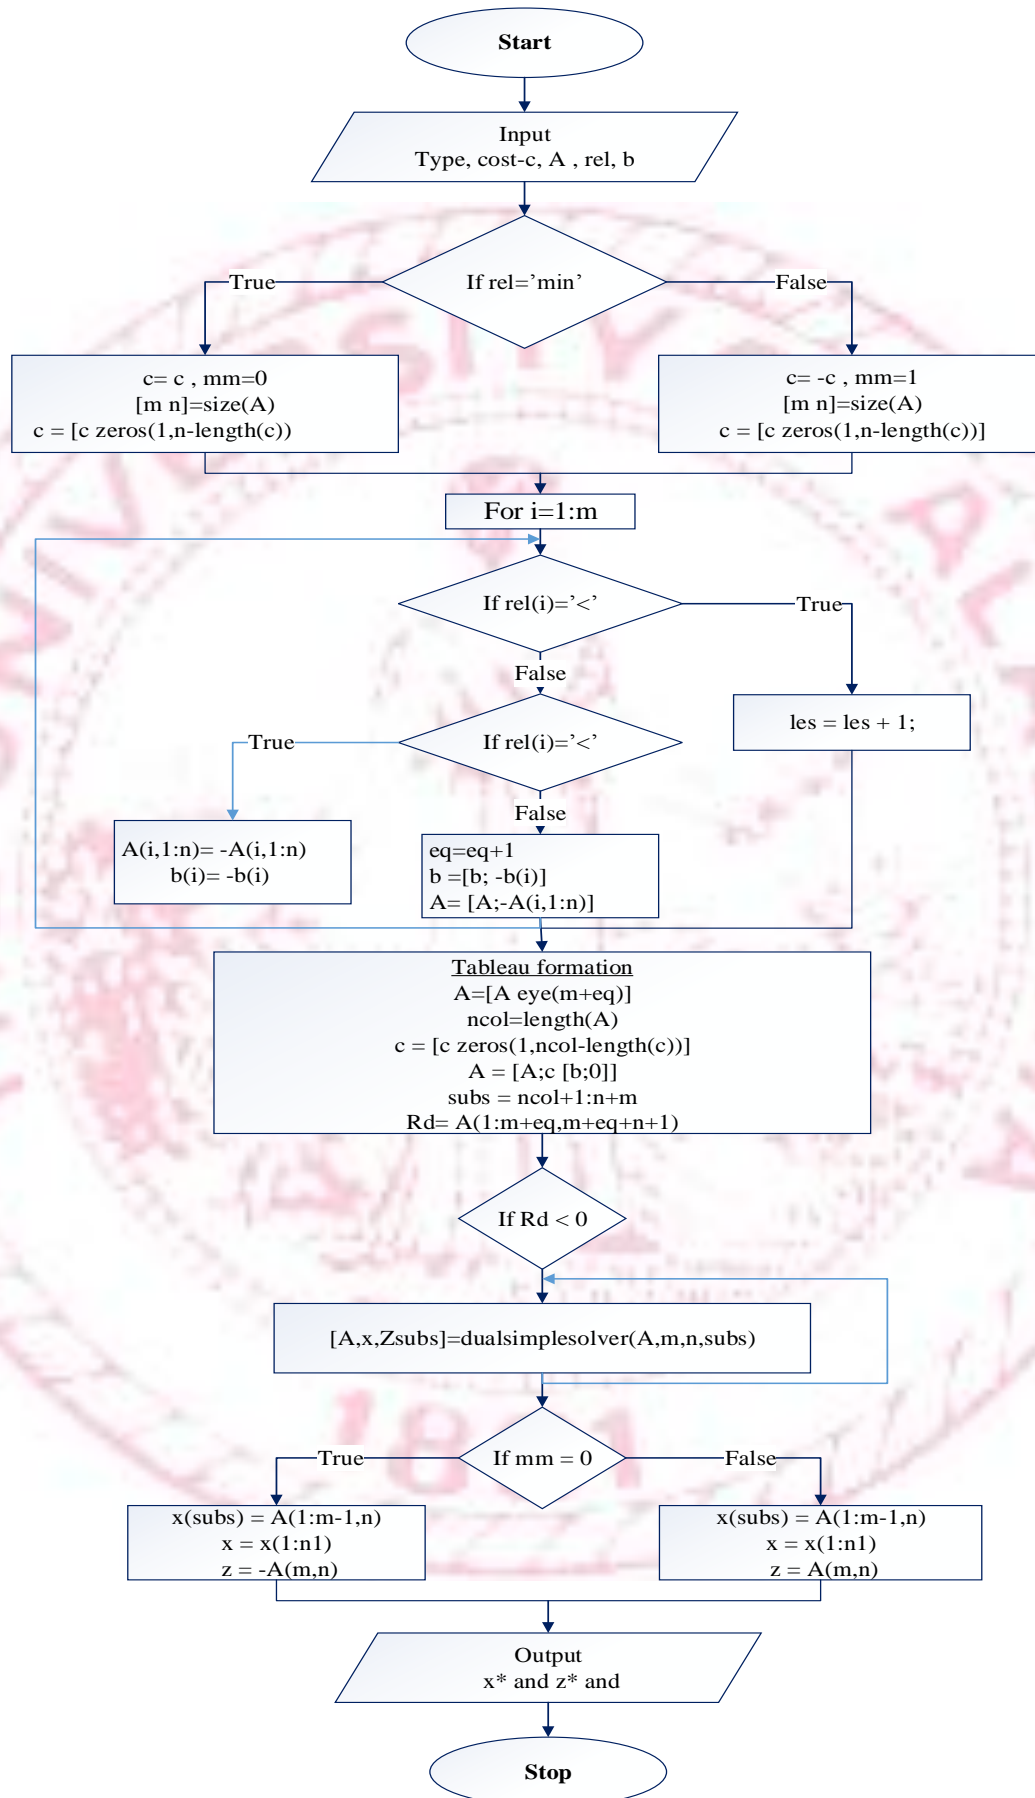 Start
Input
Type, cost-c, A , rel, b
If rel='min'
True
False
c= c , mm=0
[m n]=size(A)
c = [c zeros(1,n-length(c))
c= -c , mm=1
[m n]=size(A)
c = [c zeros(1,n-length(c))]
For i=1:m
If rel(i)='<'
True
False
les = les + 1;
If rel(i)='<'
True
False
A(i,1:n)= -A(i,1:n)
b(i)= -b(i)
eq=eq+1
b =[b; -b(i)]
A= [A;-A(i,1:n)]
Tableau formation
A=[A eye(m+eq)]
ncol=length(A)
c = [c zeros(1,ncol-length(c))]
A = [A;c [b;0]]
subs = ncol+1:n+m
Rd= A(1:m+eq,m+eq+n+1)
If Rd < 0
[A,x,Zsubs]=dualsimplesolver(A,m,n,subs)
If mm = 0
True
False
x(subs) = A(1:m-1,n)
x = x(1:n1)
z = -A(m,n)
x(subs) = A(1:m-1,n)
x = x(1:n1)
z = A(m,n)
Output
x* and z* and
Stop